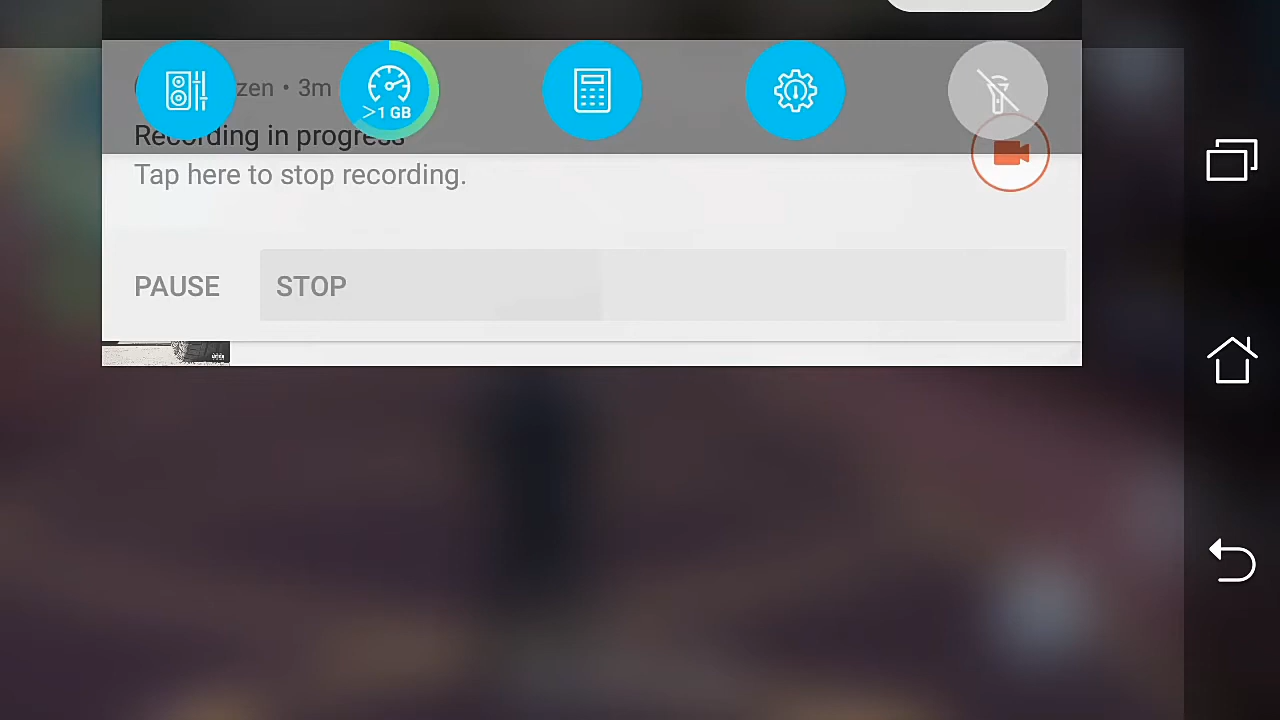 zen • 3m
>1 GB
Recording in progress
Tap here to stop recording.
PAUSE STOP